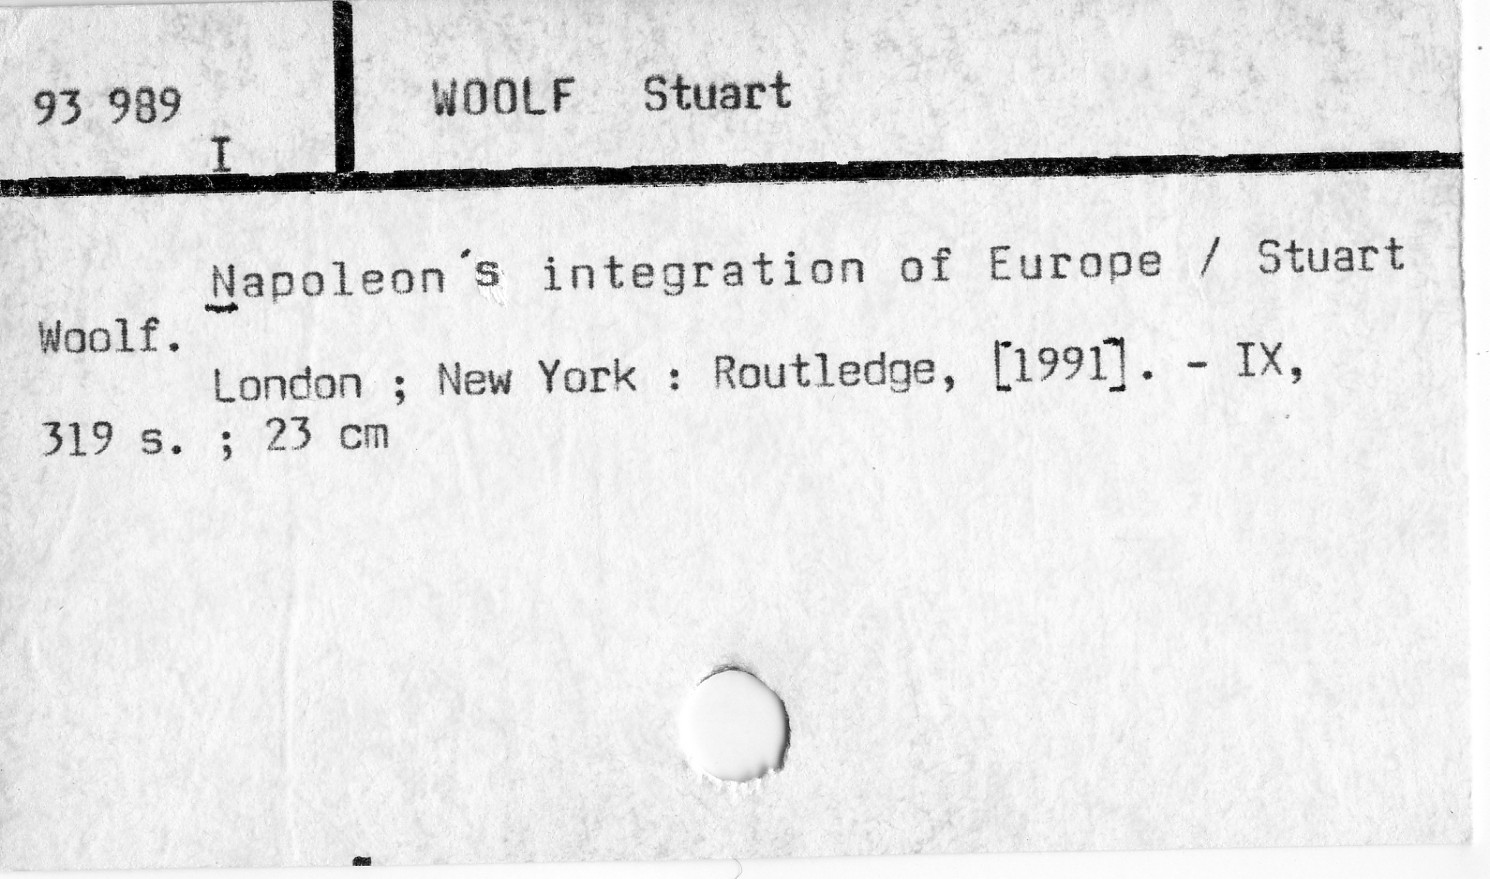 93 989
I
WOOLF Stuart
Napoleon´s integration of Europe / Stuart
Woolf.
London ; New York : Routledge, [1991]. - IX,
319 s. ; 23 cm